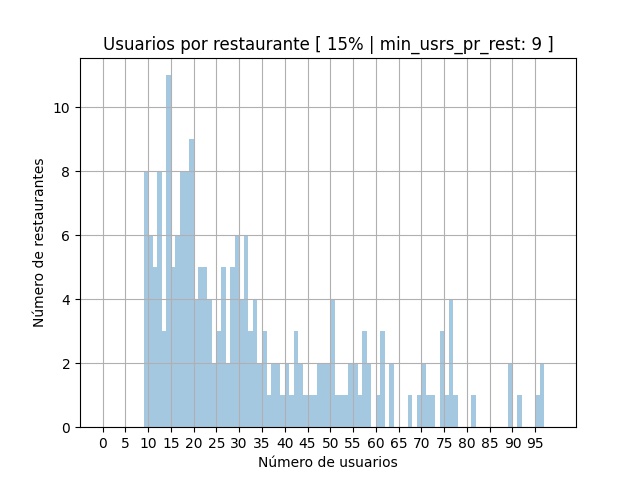 Usuarios por restaurante [ 15% | min_usrs_pr_rest: 9 ]
10
8
6
4
2
0
Número de restaurantes
0 5 10 15 20 25 30 35 40 45 50 55 60 65 70 75 80 85 90 95
Número de usuarios